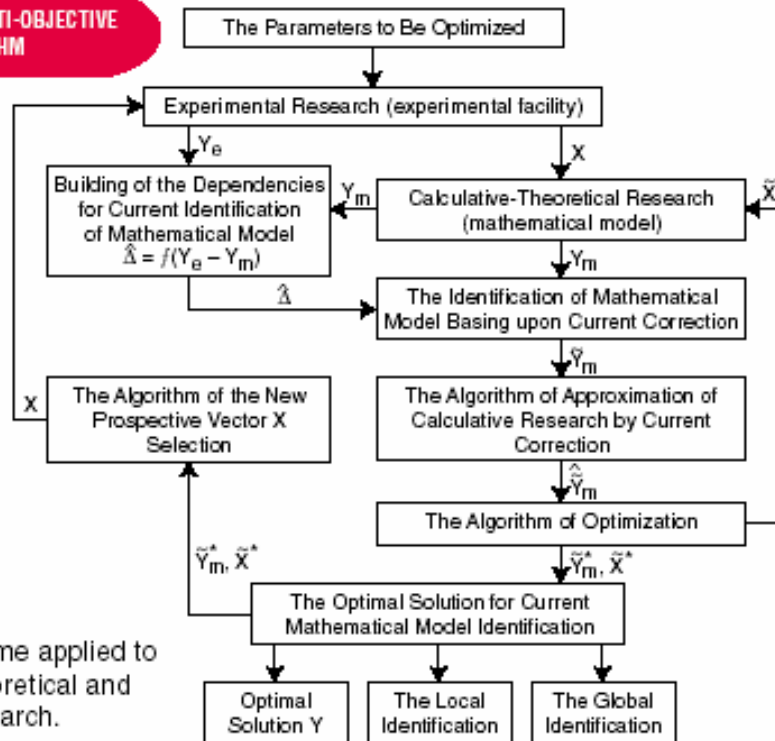 TI-OBJECTIVE
HM
The Parameters to Be Optimized
Experimental Research (experimental facility)
Yₑ
X
Building of the Dependencies
for Current Identification
of Mathematical Model
Δ̂ = f(Yₑ – Yₘ)
Yₘ
Calculative-Theoretical Research
(mathematical model)
X̃
Yₘ
Δ̂
The Identification of Mathematical
Model Basing upon Current Correction
Ỹₘ
X
The Algorithm of the New
Prospective Vector X
Selection
The Algorithm of Approximation of
Calculative Research by Current
Correction
Ỹ̂ₘ
The Algorithm of Optimization
Ỹ*ₘ, X̃*
Ỹ*ₘ, X̃*
The Optimal Solution for Current
Mathematical Model Identification
me applied to
oretical and
arch.
Optimal
Solution Y
The Local
Identification
The Global
Identification